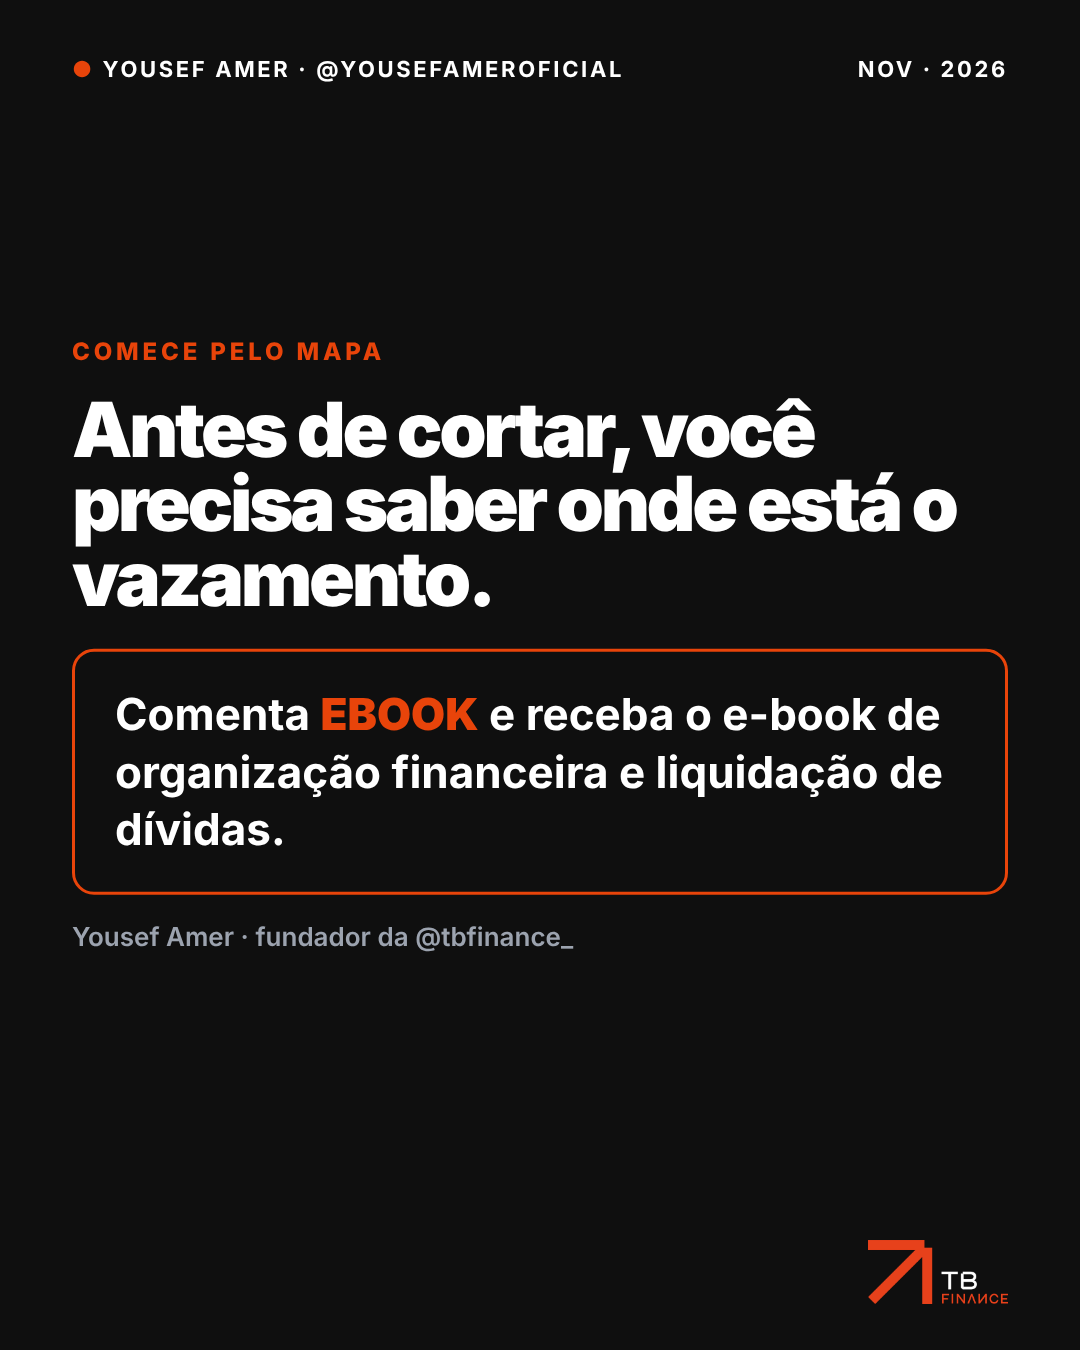 YOUSEF AMER · @YOUSEFAMEROFICIAL
NOV · 2026
COMECE PELO MAPA
Antes de cortar, você
precisa saber onde está o
vazamento.
Comenta EBOOK e receba o e-book de
organização financeira e liquidação de
dívidas.
Yousef Amer · fundador da @tbfinance_
TB
FINANCE